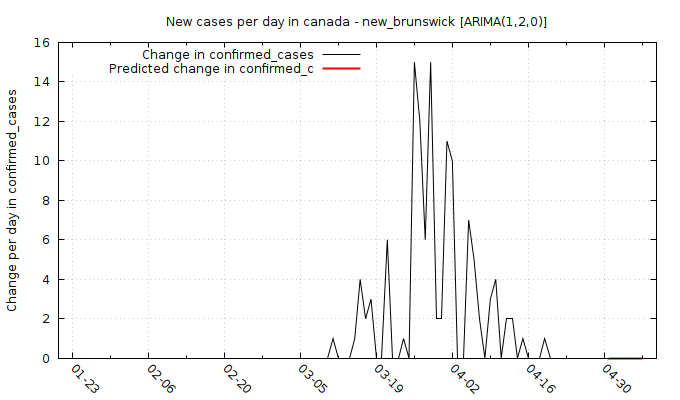 New cases per day in canada - new_brunswick [ARIMA(1,2,0)]
Change in confirmed_cases
Predicted change in confirmed_c
Change per day in confirmed_cases
16
14
12
10
8
6
4
2
0
01-23 02-06 02-20 03-05 03-19 04-02 04-16 04-30